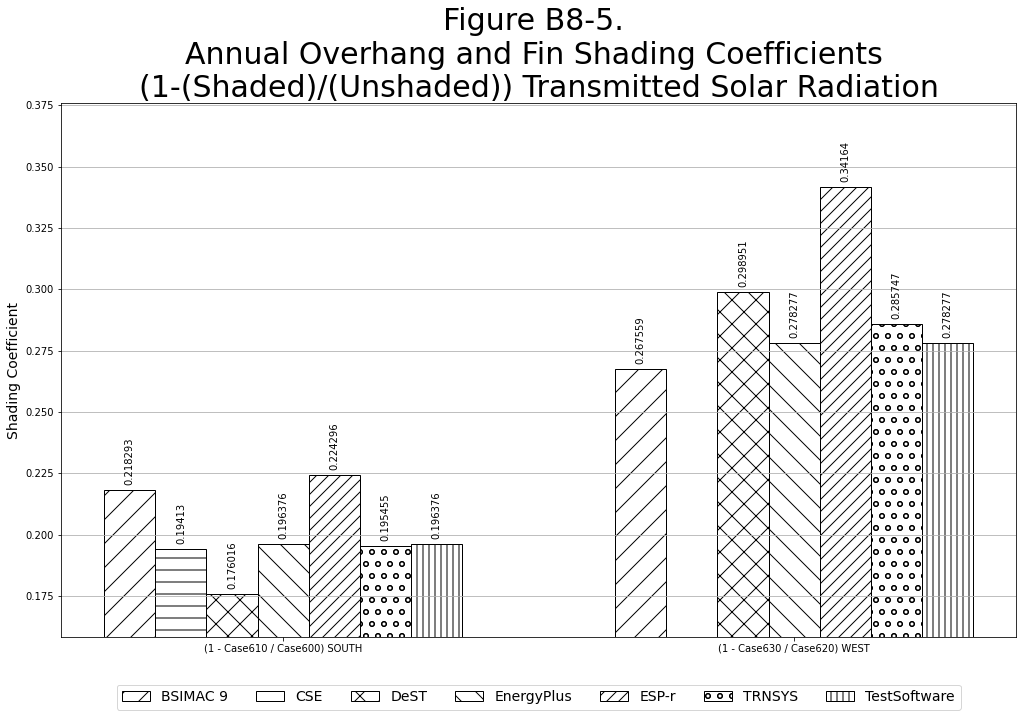 Figure B8-5.
Annual Overhang and Fin Shading Coefficients
(1-(Shaded)/(Unshaded)) Transmitted Solar Radiation
Shading Coefficient
0.375
0.350
0.325
0.300
0.275
0.250
0.225
0.200
0.175
0.218293
0.19413
0.176016
0.196376
0.224296
0.195455
0.196376
0.267559
0.298951
0.278277
0.34164
0.285747
0.278277
(1 - Case610 / Case600) SOUTH
(1 - Case630 / Case620) WEST
BSIMAC 9
CSE
DeST
EnergyPlus
ESP-r
TRNSYS
TestSoftware